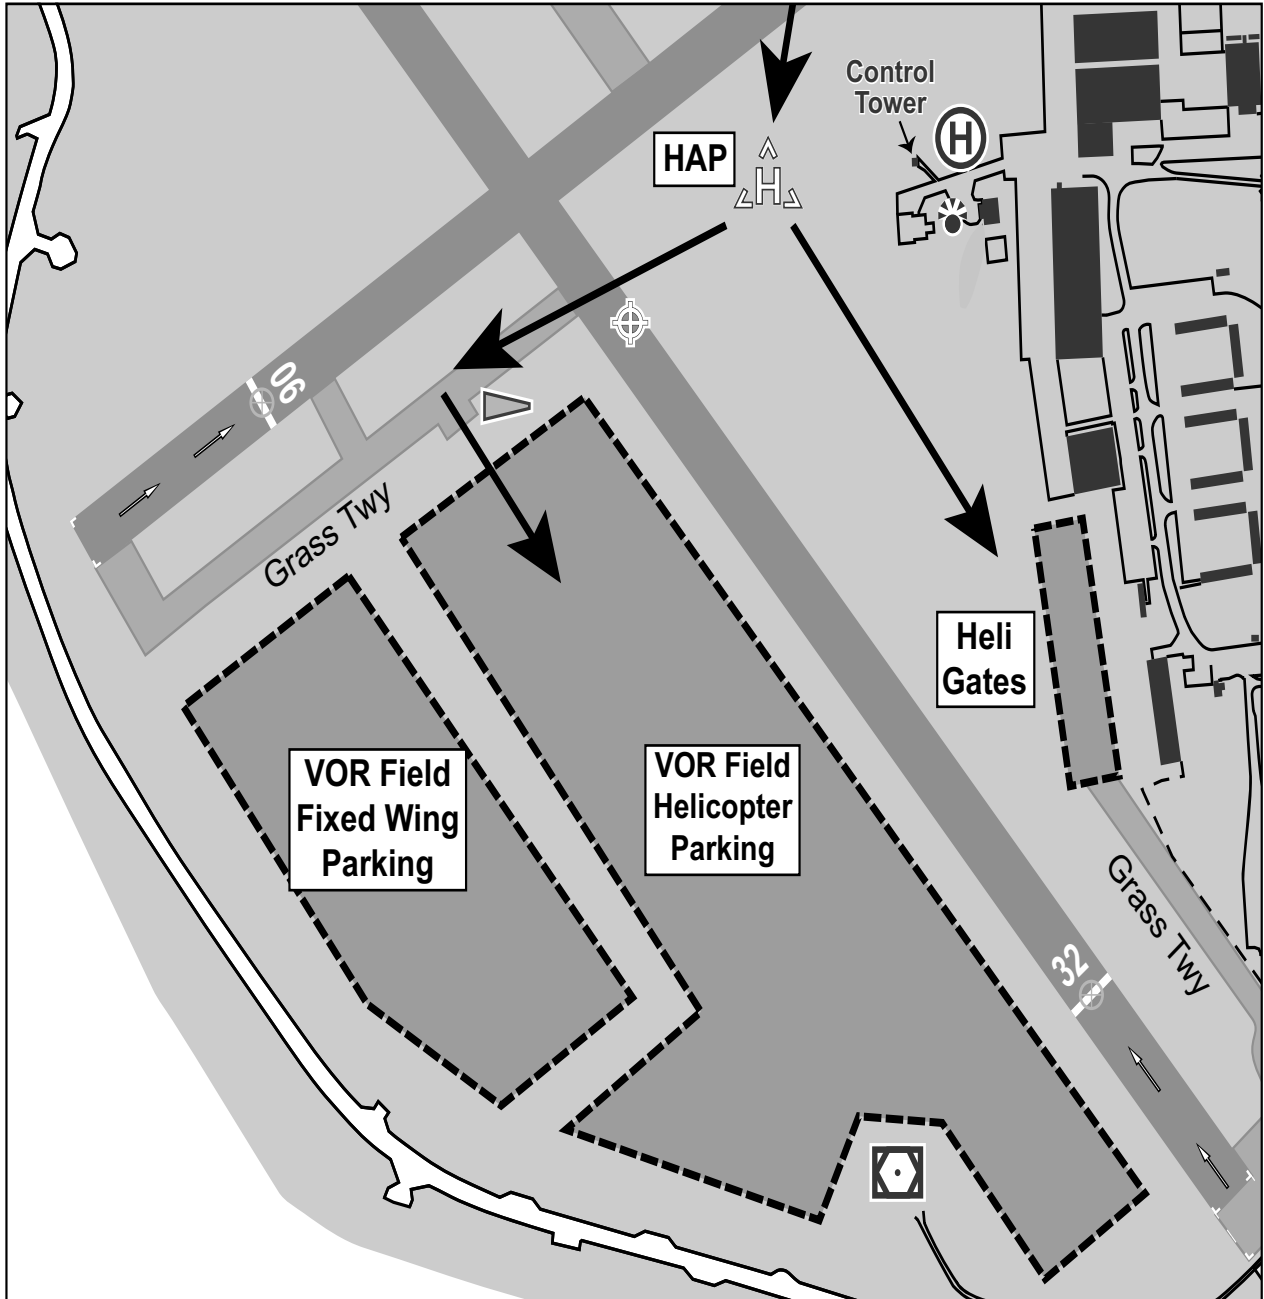 Control
Tower
H
HAP
H
06
Grass Twy
Heli
Gates
VOR Field
Fixed Wing
Parking
VOR Field
Helicopter
Parking
Grass Twy
32